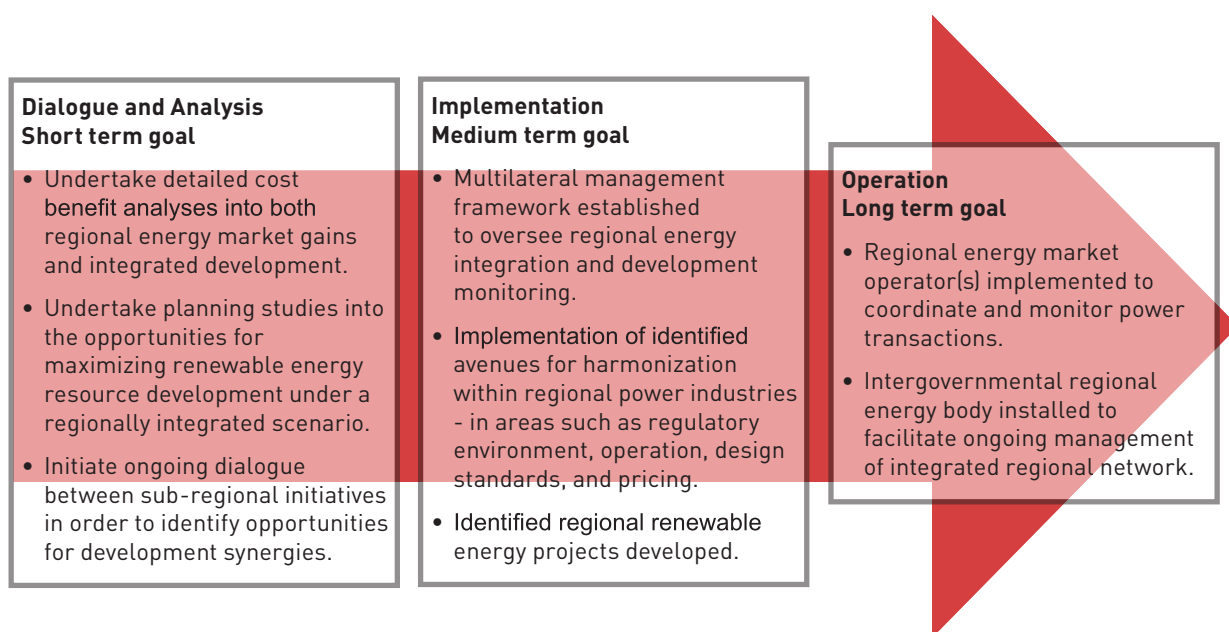 Dialogue and Analysis
Short term goal
• Undertake detailed cost
benefit analyses into both
regional energy market gains
and integrated development.
• Undertake planning studies into
the opportunities for
maximizing renewable energy
resource development under a
regionally integrated scenario.
• Initiate ongoing dialogue
between sub-regional initiatives
in order to identify opportunities
for development synergies.
Implementation
Medium term goal
• Multilateral management
framework established
to oversee regional energy
integration and development
monitoring.
• Implementation of identified
avenues for harmonization
within regional power industries
- in areas such as regulatory
environment, operation, design
standards, and pricing.
• Identified regional renewable
energy projects developed.
Operation
Long term goal
• Regional energy market
operator(s) implemented to
coordinate and monitor power
transactions.
• Intergovernmental regional
energy body installed to
facilitate ongoing management
of integrated regional network.